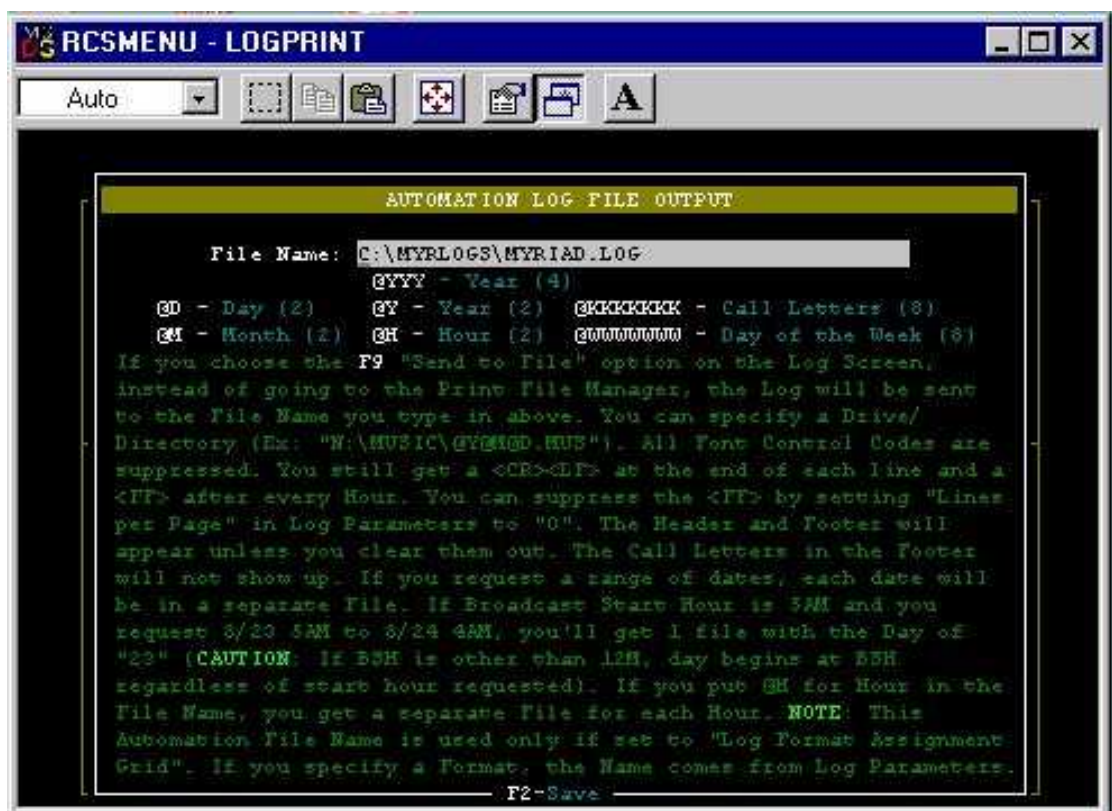 RCSMENU - LOGPRINT
Auto
A
AUTOMATION LOG FILE OUTPUT
File Name: C:\MYRLOGS\MYRIAD.LOG
@YYY - Year (4)
@D - Day (2) @Y - Year (2) @KKKKKKK - Call Letters (8)
@M - Month (2) @H - Hour (2) @WWWWWWW - Day of the Week
If you choose the F9 "Send to File" option on the Log Screen,
instead of going to the Print File Manager, the Log will be sent
to the File Name you type in above. You can specify a Drive/
Directory (Ex: "N:\MUSIC\@Y@M@D.MUS"). All Font Control Codes are
suppressed. You still get a <CR><LF> at the end of each line and a
<FF> after every Hour. You can suppress the <FF> by setting "Lines
per Page" in Log Parameters to "0". The Header and Footer will
appear unless you clear them out. The Call Letters in the Footer
will not show up. If you request a range of dates, each date will
be in a separate File. If Broadcast Start Hour is 5AM and you
request 8/23 5AM to 8/24 4AM, you'll get 1 file with the Day of
"23" (CAUTION: If BSH is other than 12M, day begins at BSH
regardless of start hour requested). If you put @H for Hour in the
File Name, you get a separate File for each Hour. NOTE: This
Automation File Name is used only if set to "Log Format Assignment
Grid". If you specify a Format, the Name comes from Log Parameters.
F2-Save